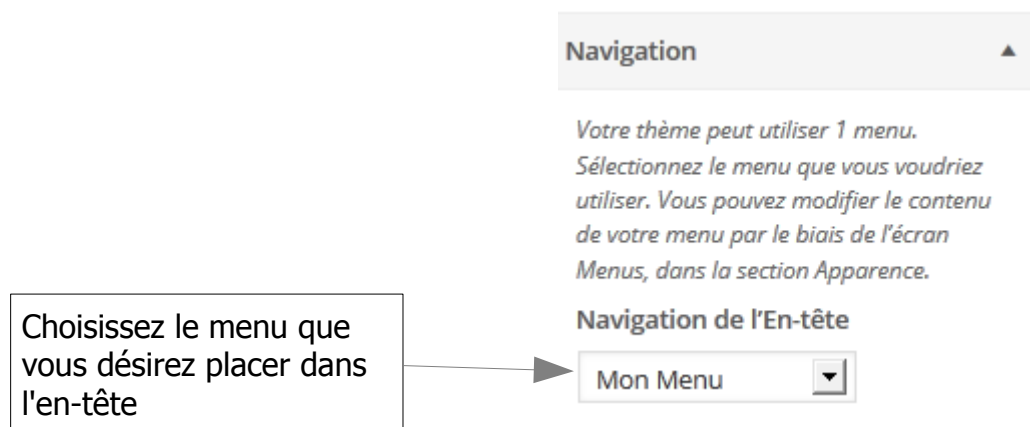 Navigation
Votre thème peut utiliser 1 menu.
Sélectionnez le menu que vous voudriez
utiliser. Vous pouvez modifier le contenu
de votre menu par le biais de l'écran
Menus, dans la section Apparence.
Navigation de l'En-tête
Mon Menu
Choisissez le menu que
vous désirez placer dans
l'en-tête